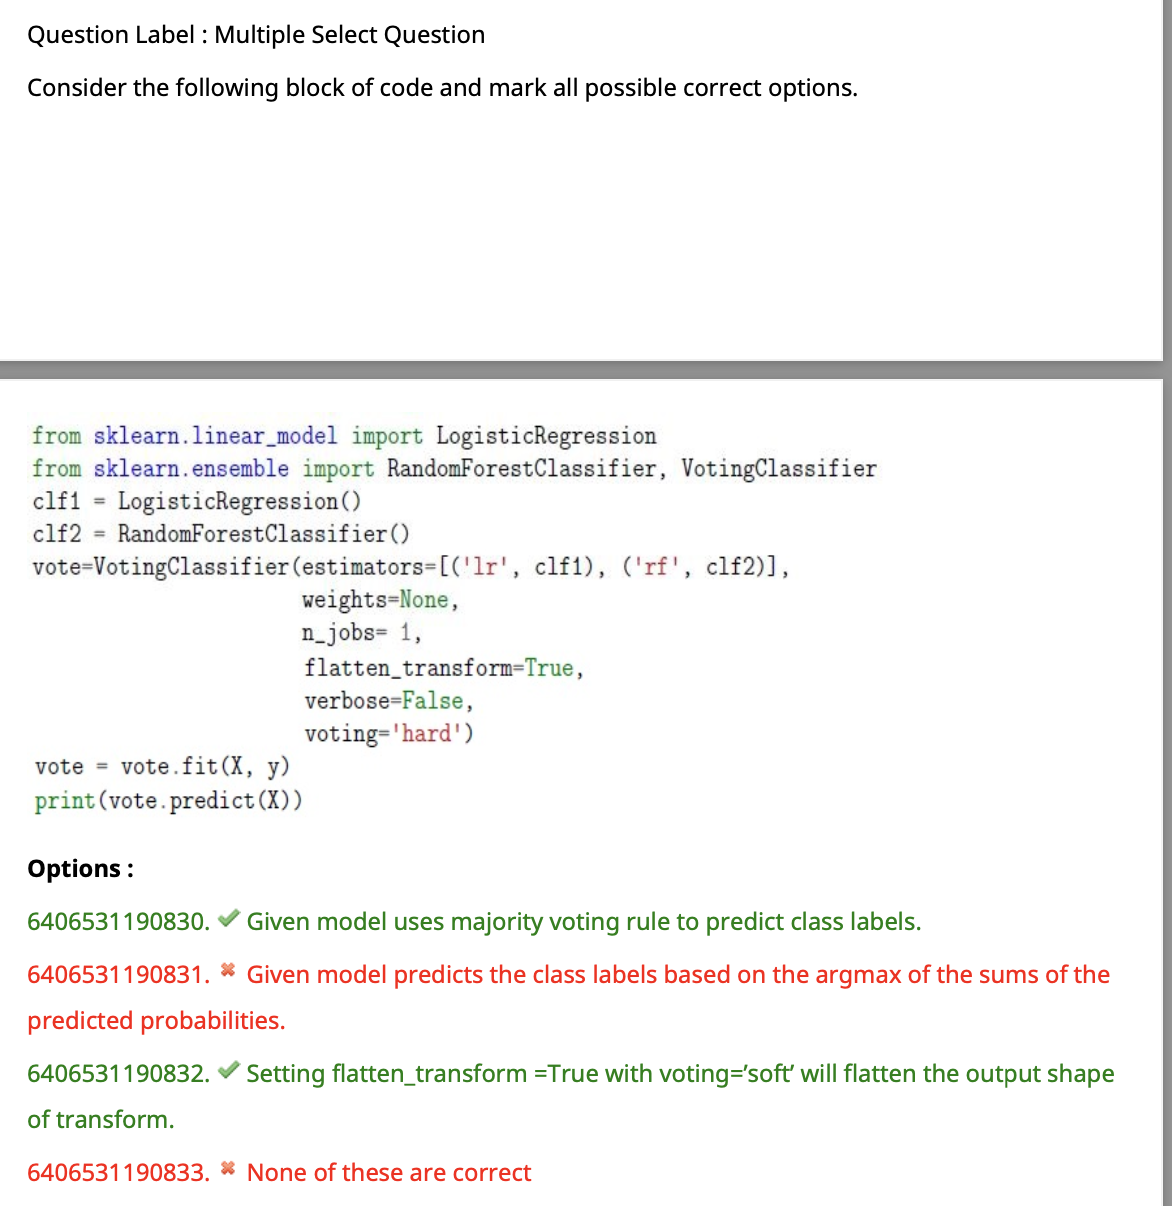 Question Label : Multiple Select Question
Consider the following block of code and mark all possible correct options.
from sklearn.linear_model import LogisticRegression
from sklearn.ensemble import RandomForestClassifier, VotingClassifier
clf1 = LogisticRegression()
clf2 = RandomForestClassifier()
vote=VotingClassifier(estimators=[('lr', clf1), ('rf', clf2)],
weights=None,
n_jobs= 1,
flatten_transform=True,
verbose=False,
voting='hard')
vote = vote.fit(X, y)
print(vote.predict(X))
Options :
6406531190830. ✔ Given model uses majority voting rule to predict class labels.
6406531190831. ✖ Given model predicts the class labels based on the argmax of the sums of the
predicted probabilities.
6406531190832. ✔ Setting flatten_transform =True with voting=’soft’ will flatten the output shape
of transform.
6406531190833. ✖ None of these are correct